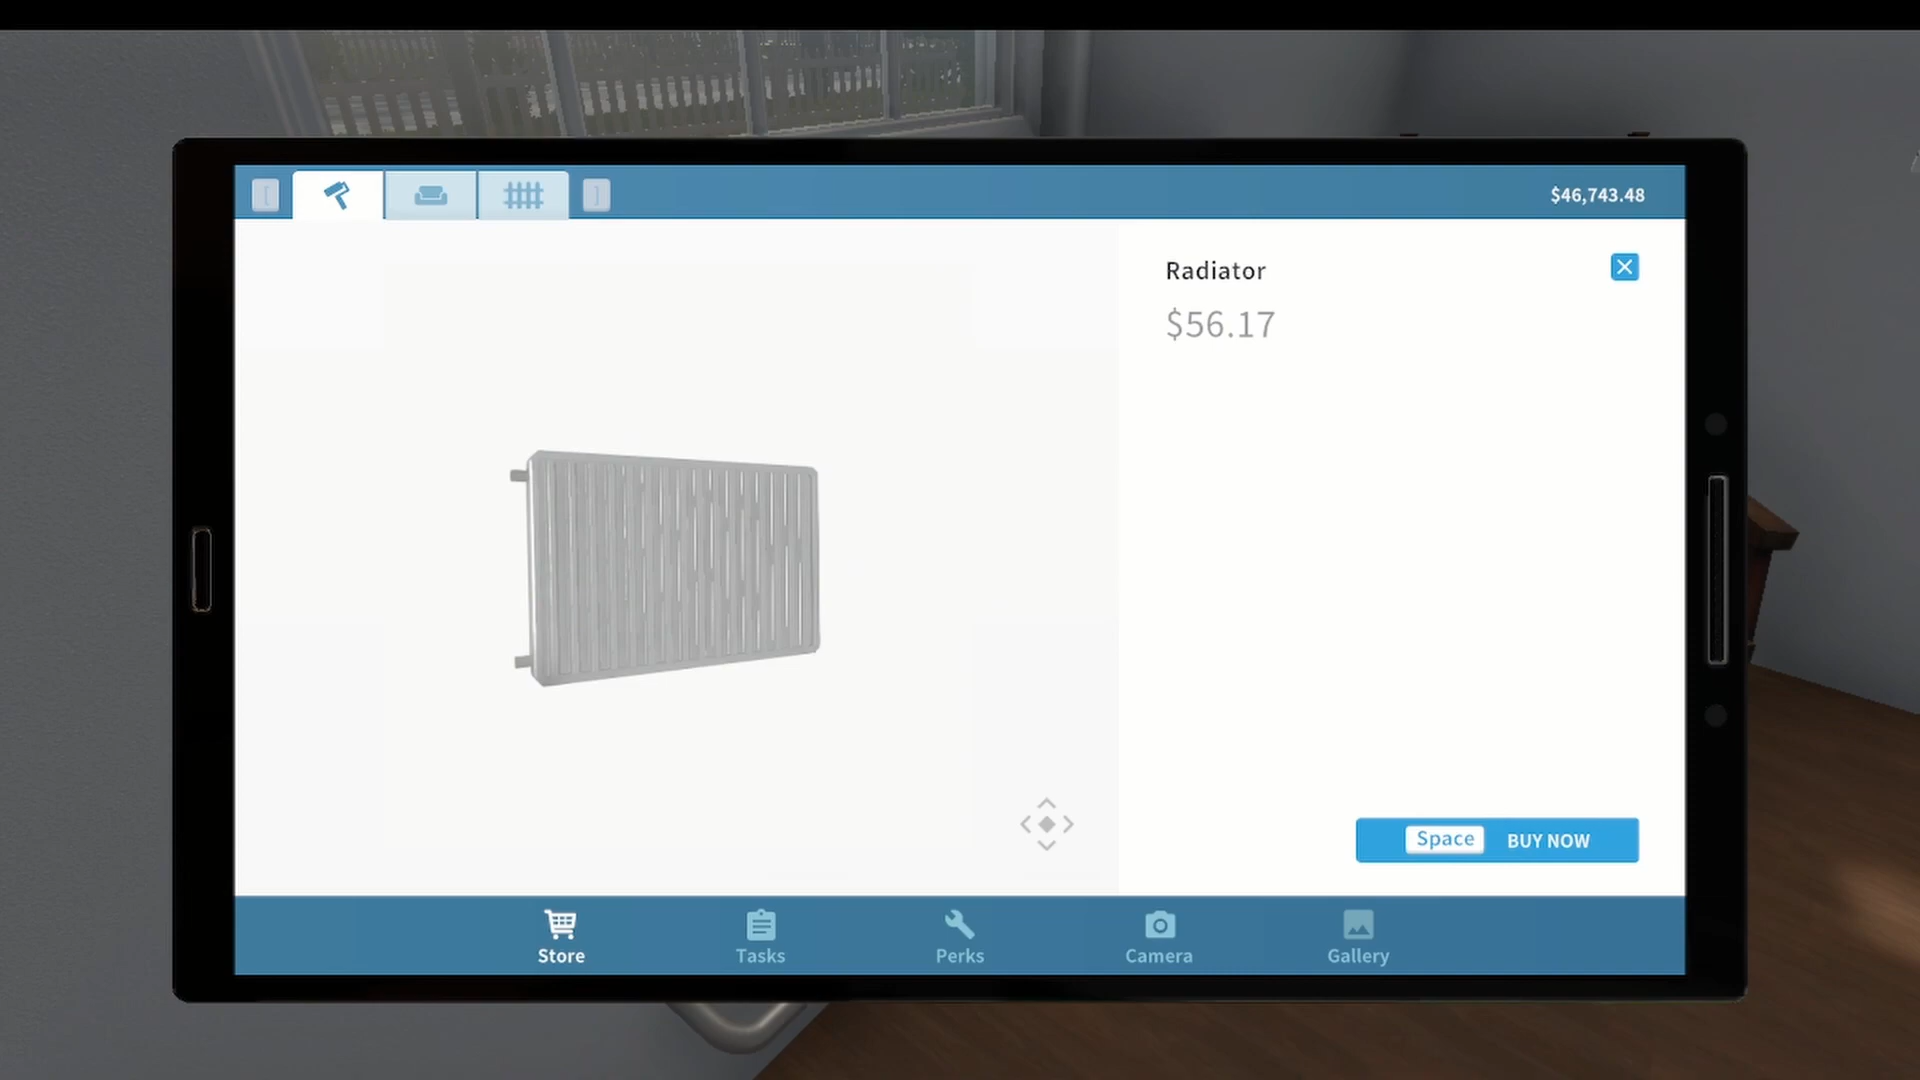 [
]
$46,743.48
Radiator
$56.17
Space BUY NOW
Store
Tasks
Perks
Camera
Gallery